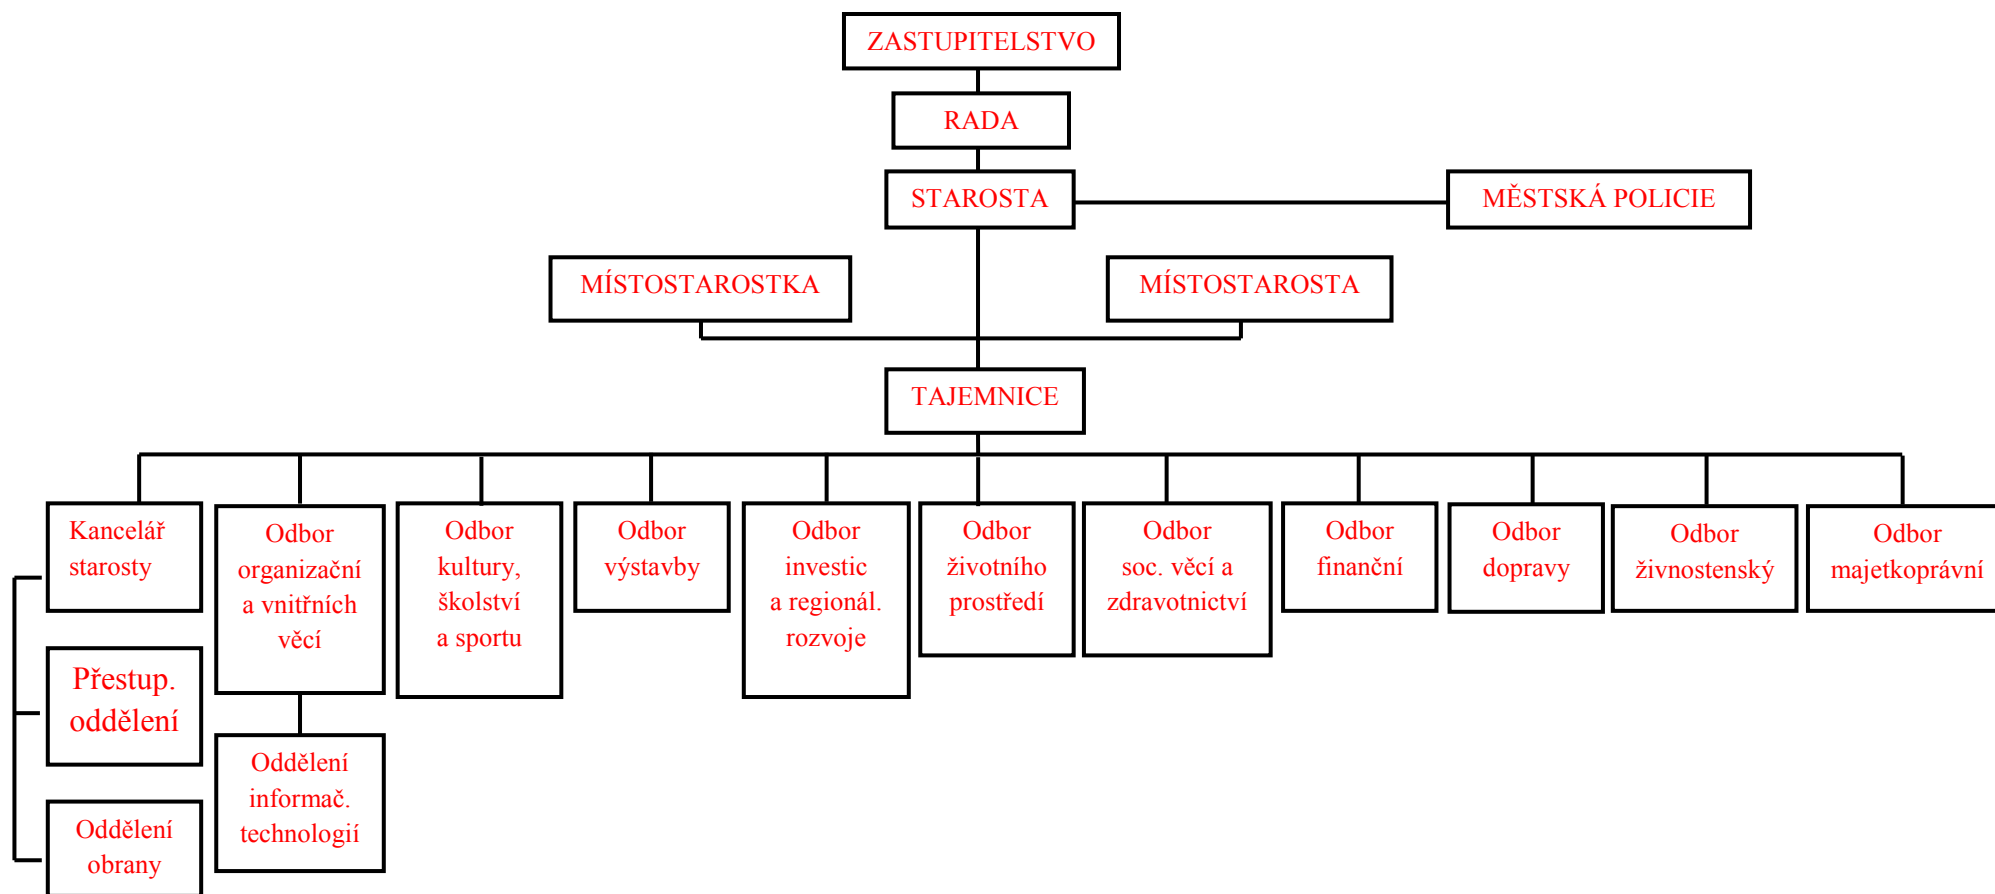 ZASTUPITELSTVO
RADA
STAROSTA
MĚSTSKÁ POLICIE
MÍSTOSTAROSTKA
MÍSTOSTAROSTA
TAJEMNICE
Kancelář
starosty
Odbor
organizační
a vnitřních
věcí
Odbor
kultury,
školství
a sportu
Odbor
výstavby
Odbor
investic
a regionál.
rozvoje
Odbor
životního
prostředí
Odbor
soc. věcí a
zdravotnictví
Odbor
finanční
Odbor
dopravy
Odbor
živnostenský
Odbor
majetkoprávní
Přestup.
oddělení
Oddělení
informač.
technologií
Oddělení
obrany